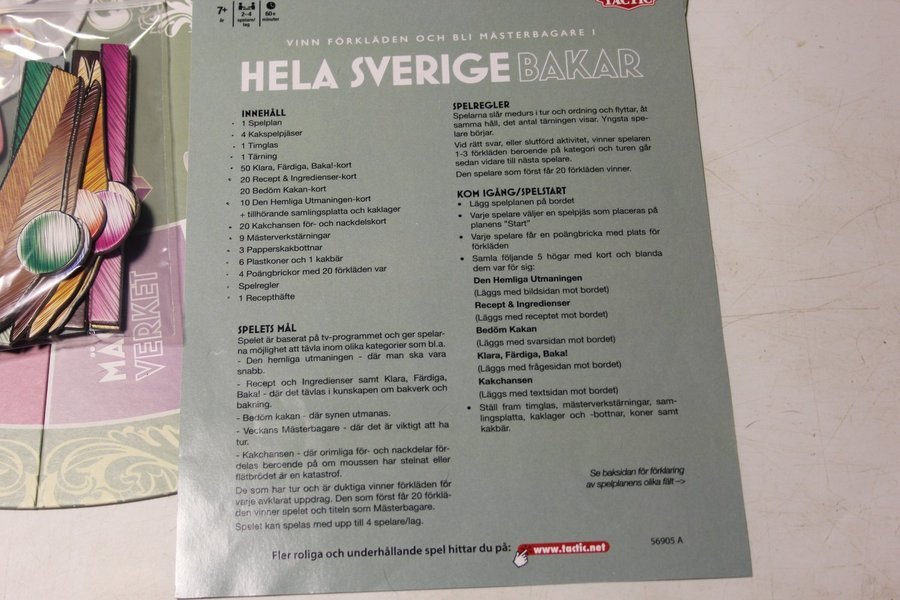 7+
år
2-4
spelare/
lag
60+
minuter
TACTIC
VINN FÖRKLÄDEN OCH BLI MÄSTERBAGARE I
HELA SVERIGE BAKAR
INNEHÅLL
· 1 Spelplan
· 4 Kakspelpjäser
· 1 Timglas
· 1 Tärning
· 50 Klara, Färdiga, Baka!-kort
· 20 Recept & Ingredienser-kort
20 Bedöm Kakan-kort
· 10 Den Hemliga Utmaningen-kort
+ tillhörande samlingsplatta och kaklager
· 20 Kakchansen för- och nackdelskort
· 9 Mästerverkstärningar
· 3 Papperskakbottnar
· 6 Plastkoner och 1 kakbär
· 4 Poängbrickor med 20 förkläden var
· Spelregler
· 1 Recepthäfte
SPELETS MÅL
Spelet är baserat på tv-programmet och ger spelar-
na möjlighet att tävla inom olika kategorier som bl.a.
- Den hemliga utmaningen - där man ska vara
snabb.
- Recept och Ingredienser samt Klara, Färdiga,
Baka! - där det tävlas i kunskapen om bakverk och
bakning.
- Bedöm kakan - där synen utmanas.
- Veckans Mästerbagare - där det är viktigt att ha
tur.
- Kakchansen - där orimliga för- och nackdelar för-
delas beroende på om moussen har stelnat eller
flätbrödet är en katastrof.
De som har tur och är duktiga vinner förkläden för
varje avklarat uppdrag. Den som först får 20 förklä-
den vinner spelet och titeln som Mästerbagare.
Spelet kan spelas med upp till 4 spelare/lag.
SPELREGLER
Spelarna slår medurs i tur och ordning och flyttar, åt
samma håll, det antal tärningen visar. Yngsta spe-
lare börjar.
Vid rätt svar, eller slutförd aktivitet, vinner spelaren
1-3 förkläden beroende på kategori och turen går
sedan vidare till nästa spelare.
Den spelare som först får 20 förkläden vinner.
KOM IGÅNG/SPELSTART
• Lägg spelplanen på bordet
• Varje spelare väljer en spelpjäs som placeras på
planens "Start"
• Varje spelare får en poängbricka med plats för
förkläden
• Samla följande 5 högar med kort och blanda
dem var för sig:
Den Hemliga Utmaningen
(Läggs med bildsidan mot bordet)
Recept & Ingredienser
(Läggs med receptet mot bordet)
Bedöm Kakan
(Läggs med svarsidan mot bordet)
Klara, Färdiga, Baka!
(Läggs med frågesidan mot bordet)
Kakchansen
(Läggs med textsidan mot bordet)
• Ställ fram timglas, mästerverkstärningar, sam-
lingsplatta, kaklager och -bottnar, koner samt
kakbär.
Se baksidan för förklaring
av spelplanens olika fält ->
Fler roliga och underhållande spel hittar du på: www.tactic.net
56905 A
VERKET